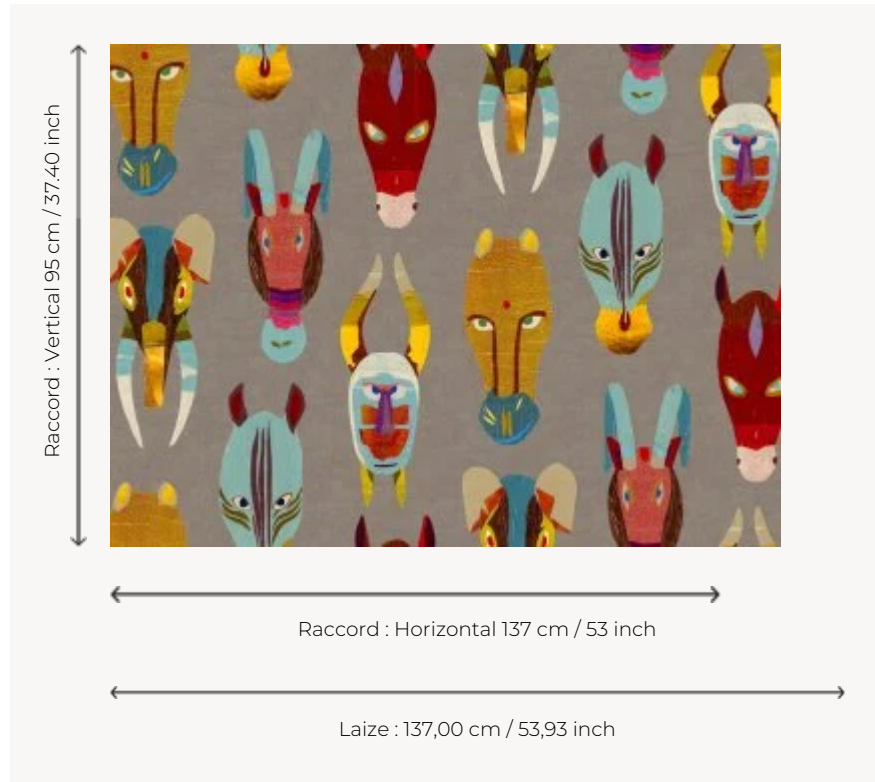 Raccord : Vertical 95 cm / 37.40 inch
Raccord : Horizontal 137 cm / 53 inch
Laize : 137,00 cm / 53,93 inch